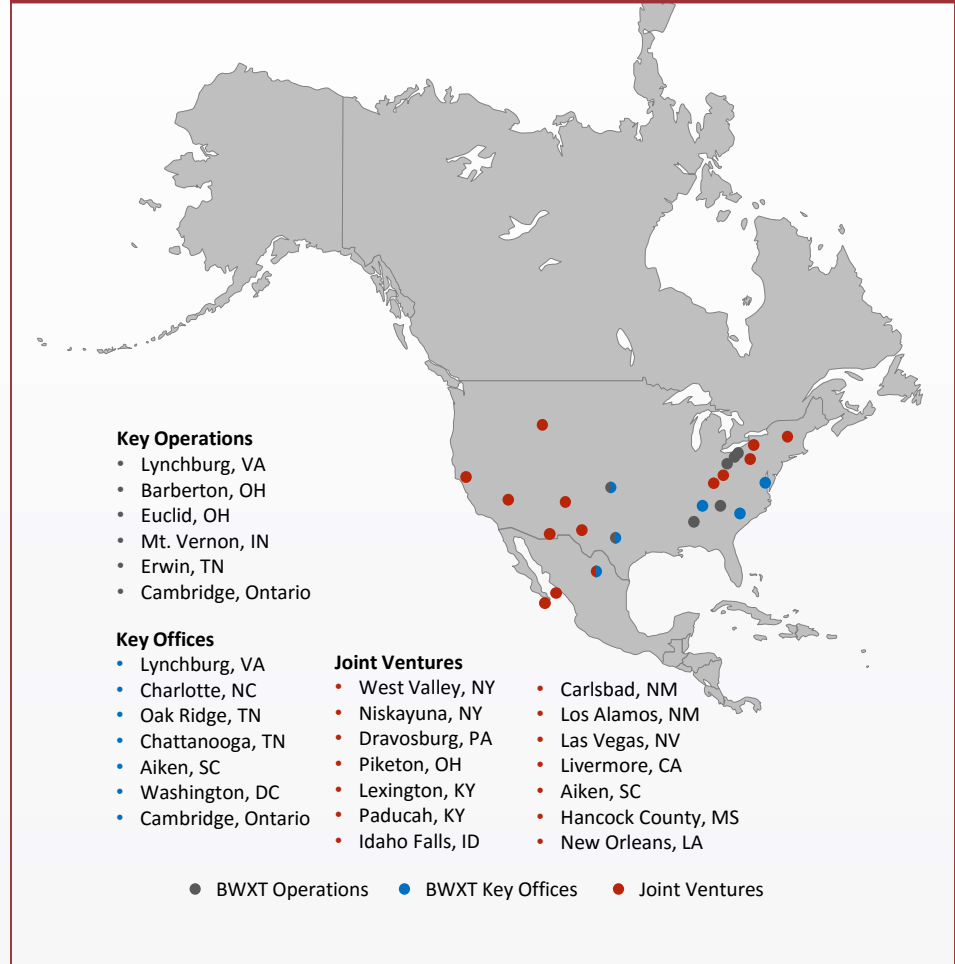 Key Operations
• Lynchburg, VA
• Barberton, OH
• Euclid, OH
• Mt. Vernon, IN
• Erwin, TN
• Cambridge, Ontario
Key Offices
• Lynchburg, VA
• Charlotte, NC
• Oak Ridge, TN
• Chattanooga, TN
• Aiken, SC
• Washington, DC
• Cambridge, Ontario
Joint Ventures
• West Valley, NY
• Niskayuna, NY
• Dravosburg, PA
• Piketon, OH
• Lexington, KY
• Paducah, KY
• Idaho Falls, ID
• Carlsbad, NM
• Los Alamos, NM
• Las Vegas, NV
• Livermore, CA
• Aiken, SC
• Hancock County, MS
• New Orleans, LA
BWXT Operations BWXT Key Offices Joint Ventures